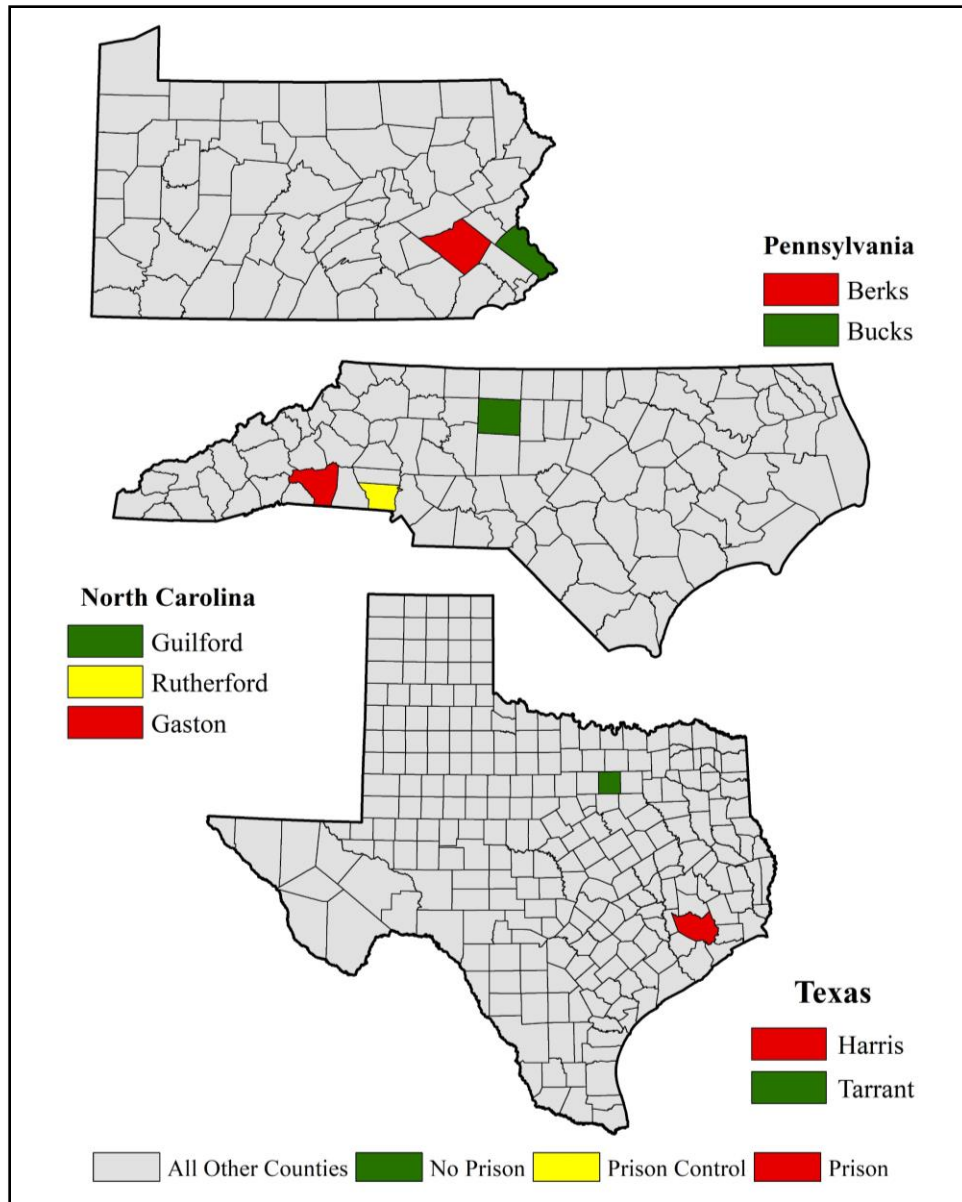 Pennsylvania
Berks
Bucks
North Carolina
Guilford
Rutherford
Gaston
Texas
Harris
Tarrant
All Other Counties No Prison Prison Control Prison